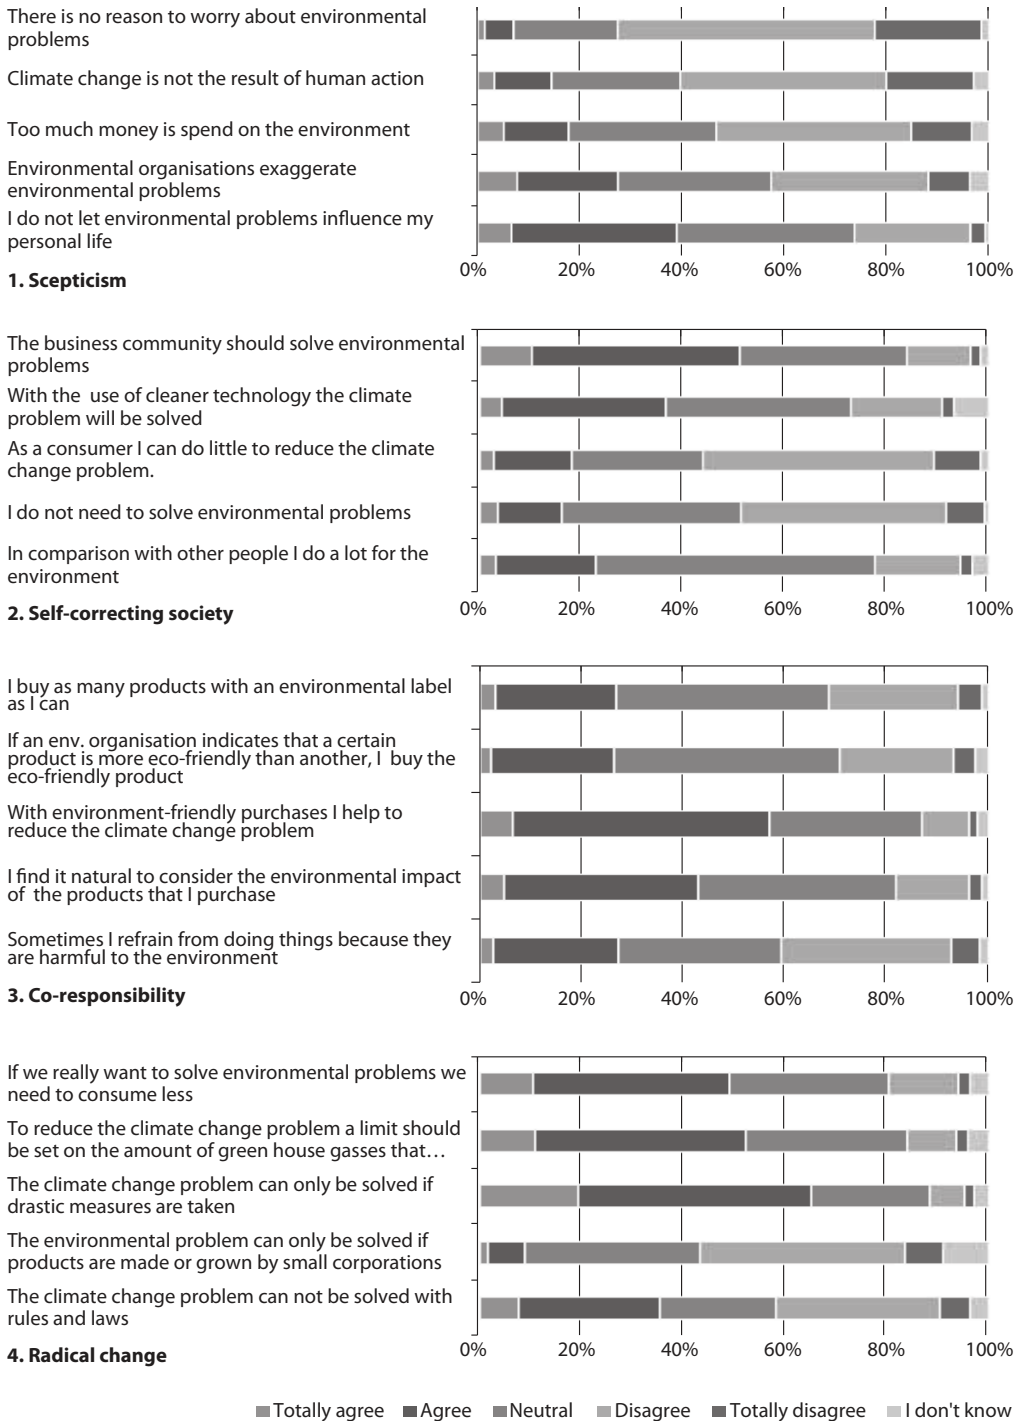 There is no reason to worry about environmental
problems
Climate change is not the result of human action
Too much money is spend on the environment
Environmental organisations exaggerate
environmental problems
I do not let environmental problems influence my
personal life
0% 20% 40% 60% 80% 100%
1. Scepticism
The business community should solve environmental
problems
With the use of cleaner technology the climate
problem will be solved
As a consumer I can do little to reduce the climate
change problem.
I do not need to solve environmental problems
In comparison with other people I do a lot for the
environment
0% 20% 40% 60% 80% 100%
2. Self-correcting society
I buy as many products with an environmental label
as I can
If an env. organisation indicates that a certain
product is more eco-friendly than another, I buy the
eco-friendly product
With environment-friendly purchases I help to
reduce the climate change problem
I find it natural to consider the environmental impact
of the products that I purchase
Sometimes I refrain from doing things because they
are harmful to the environment
0% 20% 40% 60% 80% 100%
3. Co-responsibility
If we really want to solve environmental problems we
need to consume less
To reduce the climate change problem a limit should
be set on the amount of green house gasses that…
The climate change problem can only be solved if
drastic measures are taken
The environmental problem can only be solved if
products are made or grown by small corporations
The climate change problem can not be solved with
rules and laws
0% 20% 40% 60% 80% 100%
4. Radical change
Totally agree Agree Neutral Disagree Totally disagree I don't know